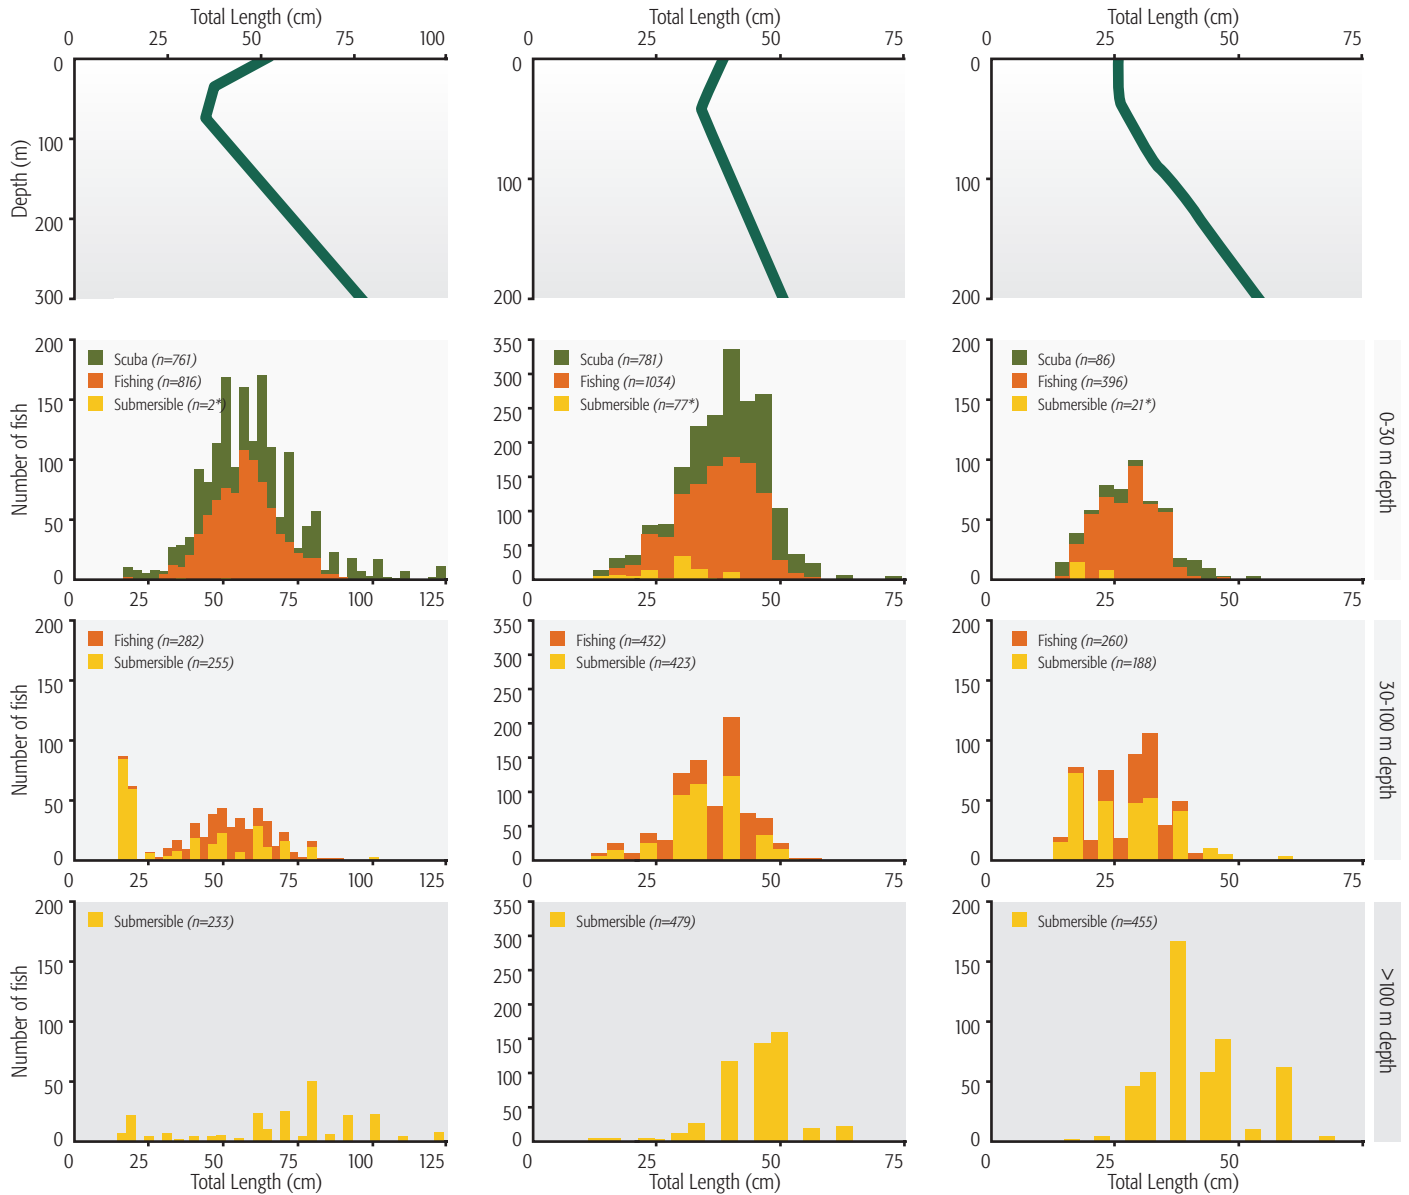 Total Length (cm) Total Length (cm) Total Length (cm)
0 25 50 75 100 0 25 50 75 0 25 50 75
Depth (m)
0 0 0
100 100 100
200
300 200 200
Number of fish
200 350 200
300
150 250 150
200
100 150 100
100
50 50 50
0 0 0
Scuba (n=761) Scuba (n=781) Scuba (n=86)
Fishing (n=816) Fishing (n=1034) Fishing (n=396)
Submersible (n=2*) Submersible (n=77*) Submersible (n=21*)
0-30 m depth
0 25 50 75 100 125 0 25 50 75 0 25 50 75
Number of fish
200 350 200
300
150 250 150
200
100 150 100
100
50 50 50
0 0 0
Fishing (n=282) Fishing (n=432) Fishing (n=260)
Submersible (n=255) Submersible (n=423) Submersible (n=188)
30-100 m depth
0 25 50 75 100 125 0 25 50 75 0 25 50 75
Number of fish
200 350 200
300
150 250 150
200
100 150 100
100
50 50 50
0 0 0
Submersible (n=233) Submersible (n=479) Submersible (n=455)
>100 m depth
0 25 50 75 100 125 0 25 50 75 0 25 50 75
Total Length (cm) Total Length (cm) Total Length (cm)